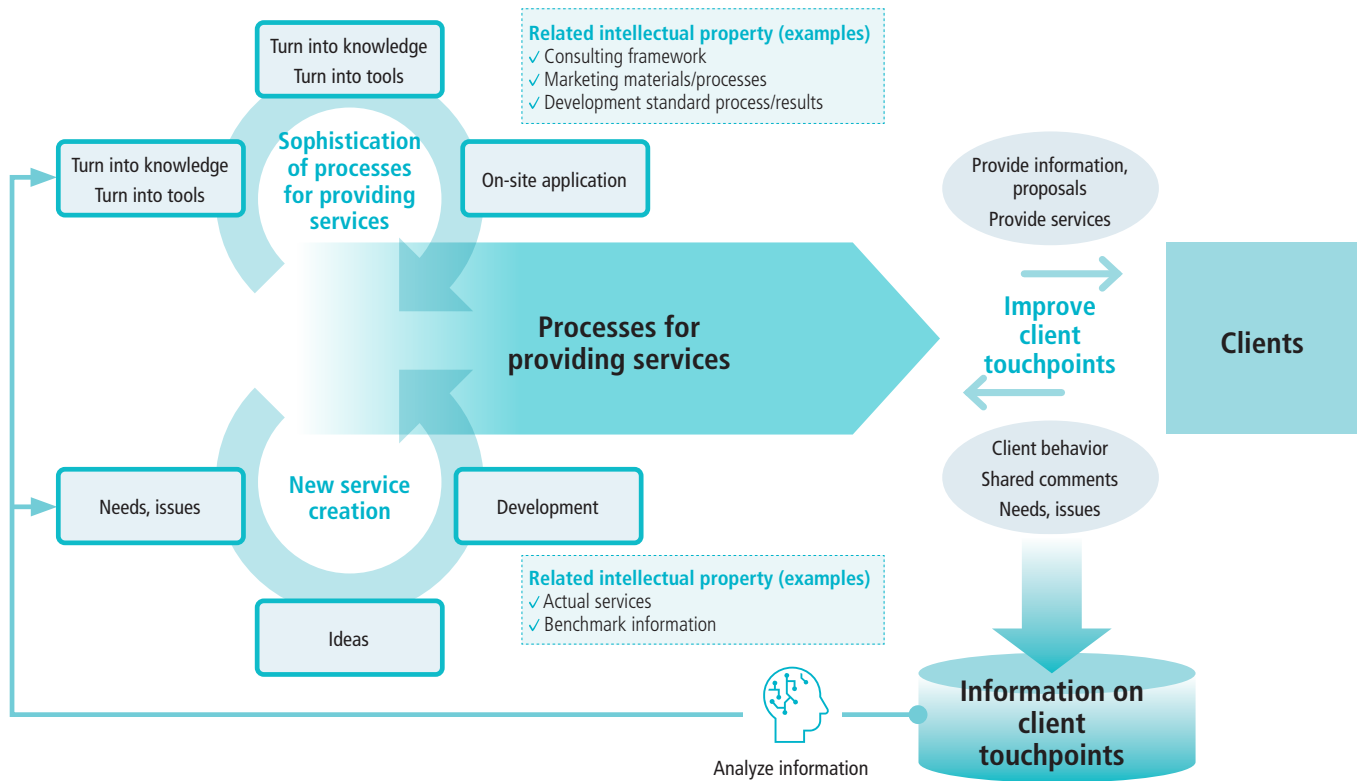 Turn into knowledge
Turn into tools
Related intellectual property (examples)
✓ Consulting framework
✓ Marketing materials/processes
✓ Development standard process/results
Turn into knowledge
Turn into tools
Sophistication
of processes
for providing
services
On-site application
Provide information,
proposals
Provide services
Processes for
providing services
Improve
client
touchpoints
Clients
Needs, issues
New service
creation
Development
Client behavior
Shared comments
Needs, issues
Related intellectual property (examples)
✓ Actual services
✓ Benchmark information
Ideas
Analyze information
Information on
client
touchpoints